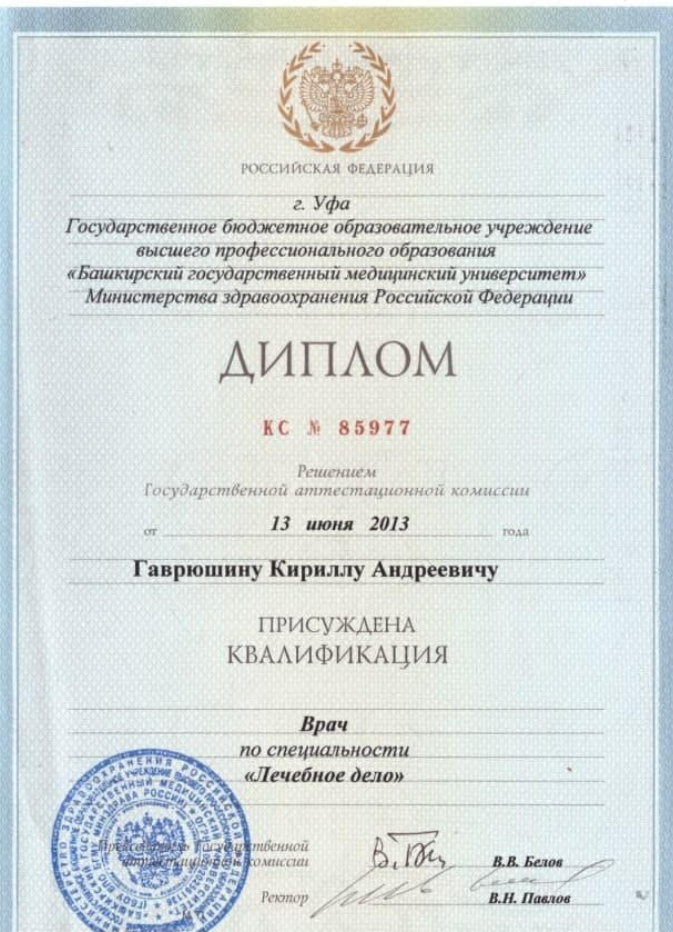 РОССИЙСКАЯ ФЕДЕРАЦИЯ
г. Уфа
Государственное бюджетное образовательное учреждение
высшего профессионального образования
«Башкирский государственный медицинский университет»
Министерства здравоохранения Российской Федерации
ДИПЛОМ
КС № 85977
Решением
Государственной аттестационной комиссии
от 13 июня 2013 года
Гаврюшину Кириллу Андреевичу
ПРИСУЖДЕНА
КВАЛИФИКАЦИЯ
Врач
по специальности
«Лечебное дело»
Председатель Государственной
аттестационной комиссии
В.В. Белов
Ректор
В.Н. Павлов